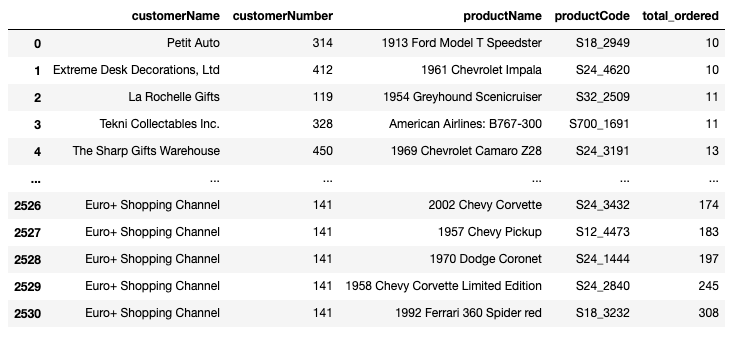 customerName customerNumber productName productCode total_ordered
0 Petit Auto 314 1913 Ford Model T Speedster S18_2949 10
1 Extreme Desk Decorations, Ltd 412 1961 Chevrolet Impala S24_4620 10
2 La Rochelle Gifts 119 1954 Greyhound Scenicruiser S32_2509 11
3 Tekni Collectables Inc. 328 American Airlines: B767-300 S700_1691 11
4 The Sharp Gifts Warehouse 450 1969 Chevrolet Camaro Z28 S24_3191 13
... ... ... ... ... ...
2526 Euro+ Shopping Channel 141 2002 Chevy Corvette S24_3432 174
2527 Euro+ Shopping Channel 141 1957 Chevy Pickup S12_4473 183
2528 Euro+ Shopping Channel 141 1970 Dodge Coronet S24_1444 197
2529 Euro+ Shopping Channel 141 1958 Chevy Corvette Limited Edition S24_2840 245
2530 Euro+ Shopping Channel 141 1992 Ferrari 360 Spider red S18_3232 308